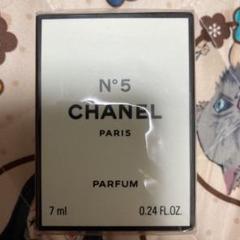 N°5
CHANEL
PARIS
PARFUM
7 ml 0.24 FL.OZ.